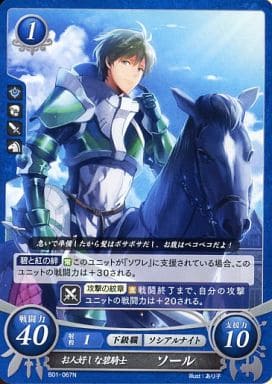 1
急いで準備したから髪はボサボサだし、お腹はペコペコだよ!
碧と紅の絆 このユニットが『ソワレ』に支援されている場合、このユニットの戦闘力は+30される。
攻撃の紋章 支 戦闘終了まで、自分の攻撃ユニットの戦闘力は+20される。
戦闘力
40
射程 1 下級職 ソシアルナイト
支援力
10
お人好しな碧騎士 ソール
B01-067N
Illust:あり子